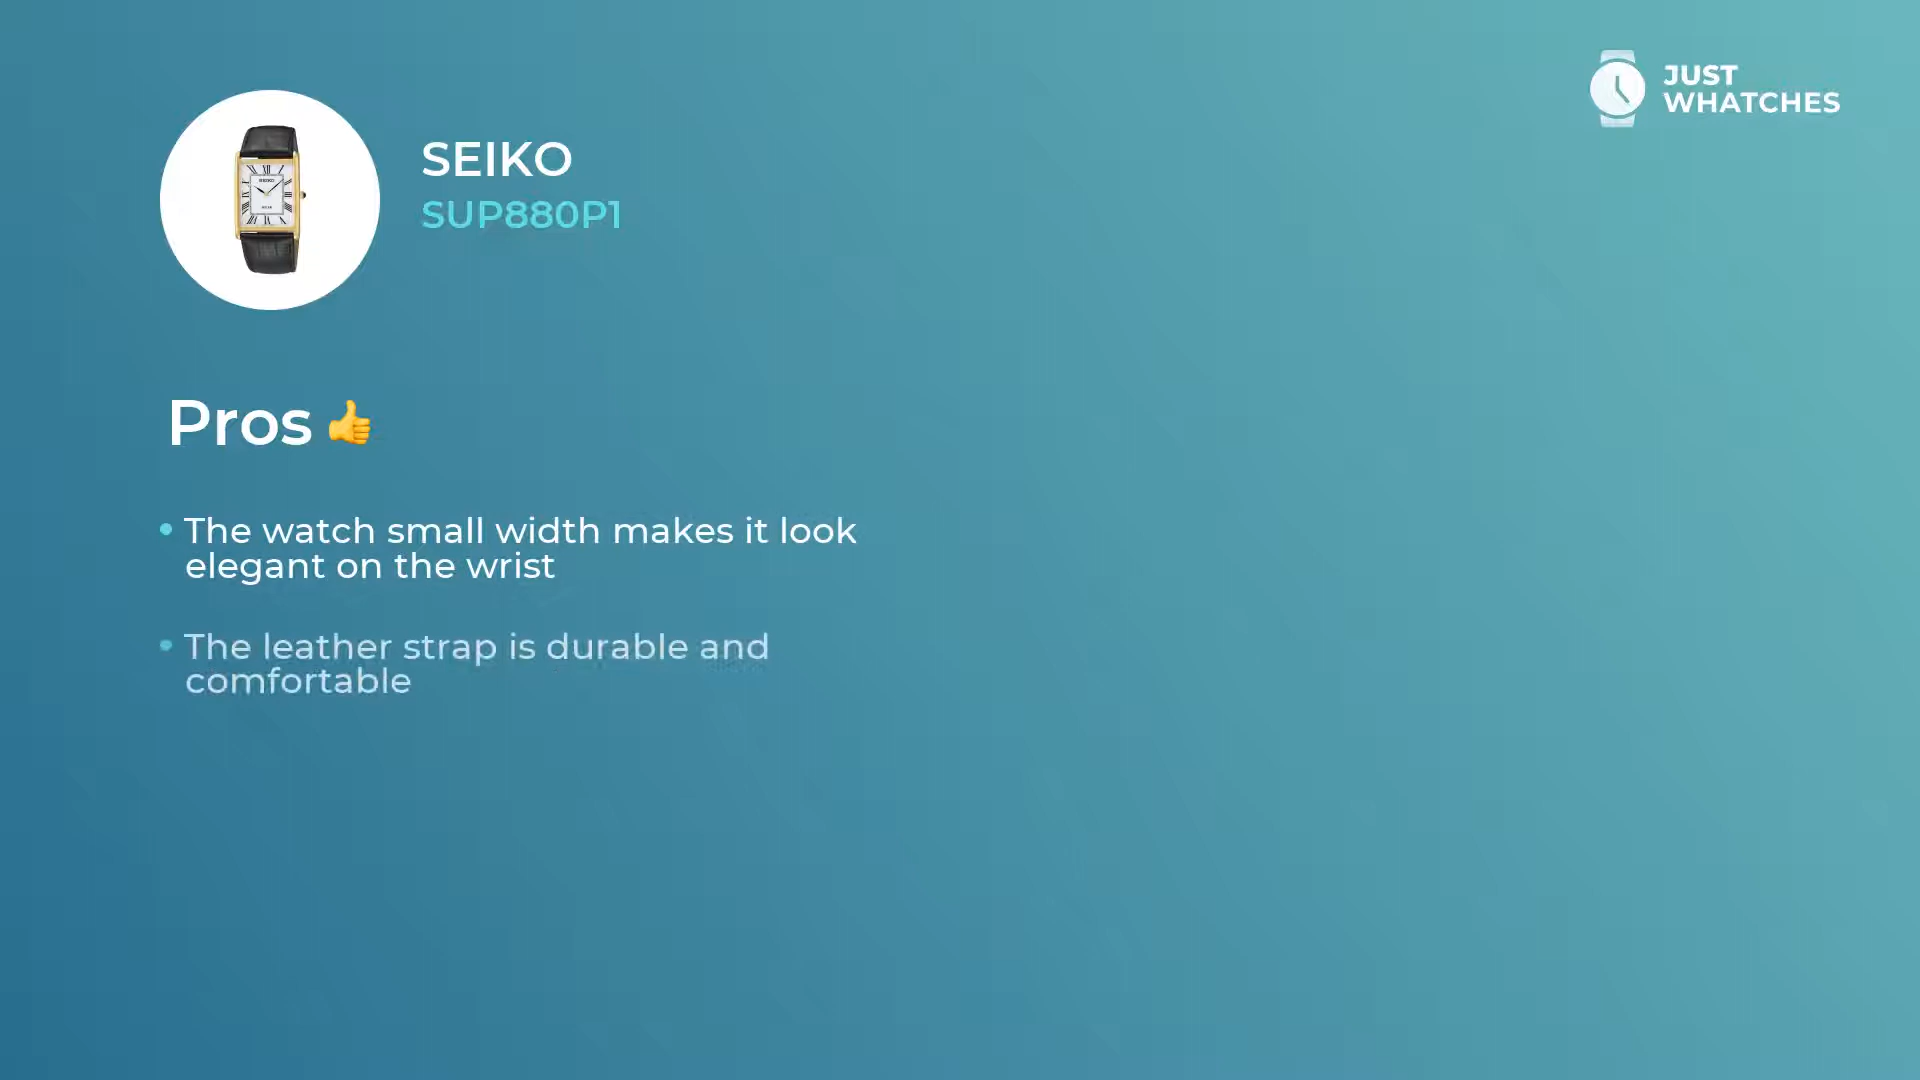 JUST
WHATCHES
SEIKO
SUP880P1
Pros
The watch small width makes it look
elegant on the wrist
The leather strap is durable and
comfortable